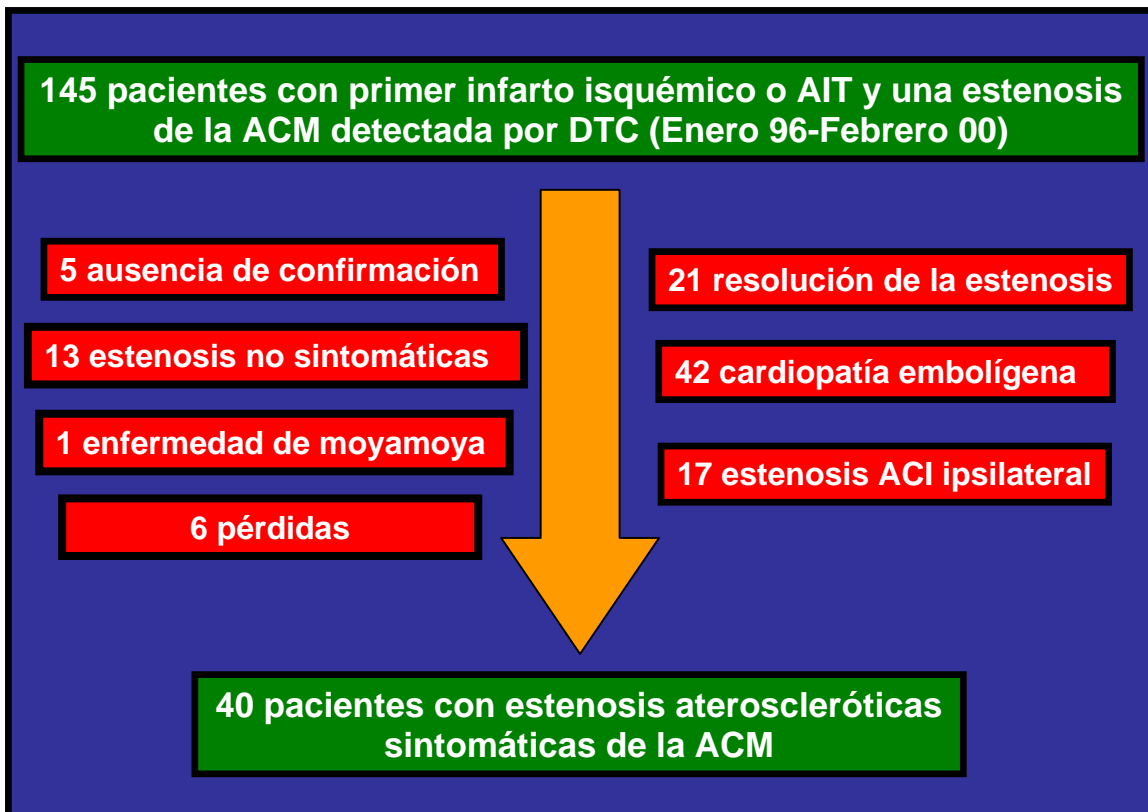 145 pacientes con primer infarto isquémico o AIT y una estenosis
de la ACM detectada por DTC (Enero 96-Febrero 00)
5 ausencia de confirmación
13 estenosis no sintomáticas
1 enfermedad de moyamoya
6 pérdidas
21 resolución de la estenosis
42 cardiopatía embolígena
17 estenosis ACI ipsilateral
40 pacientes con estenosis ateroscleróticas
sintomáticas de la ACM